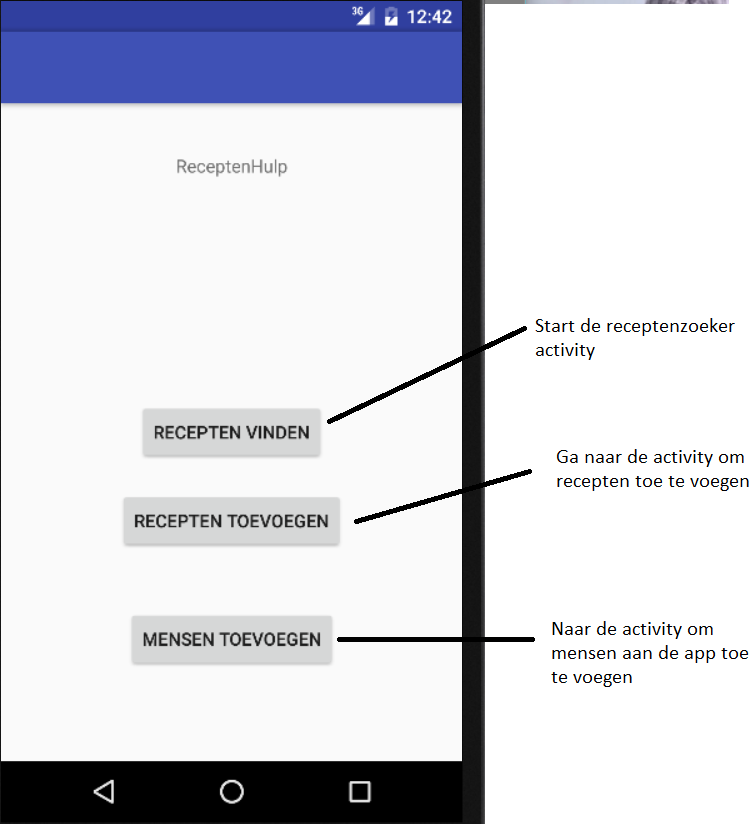 3G 12:42
ReceptenHulp
Start de receptenzoeker
activity
RECEPTEN VINDEN
Ga naar de activity om
recepten toe te voegen
RECEPTEN TOEVOEGEN
Naar de activity om
mensen aan de app toe
te voegen
MENSEN TOEVOEGEN